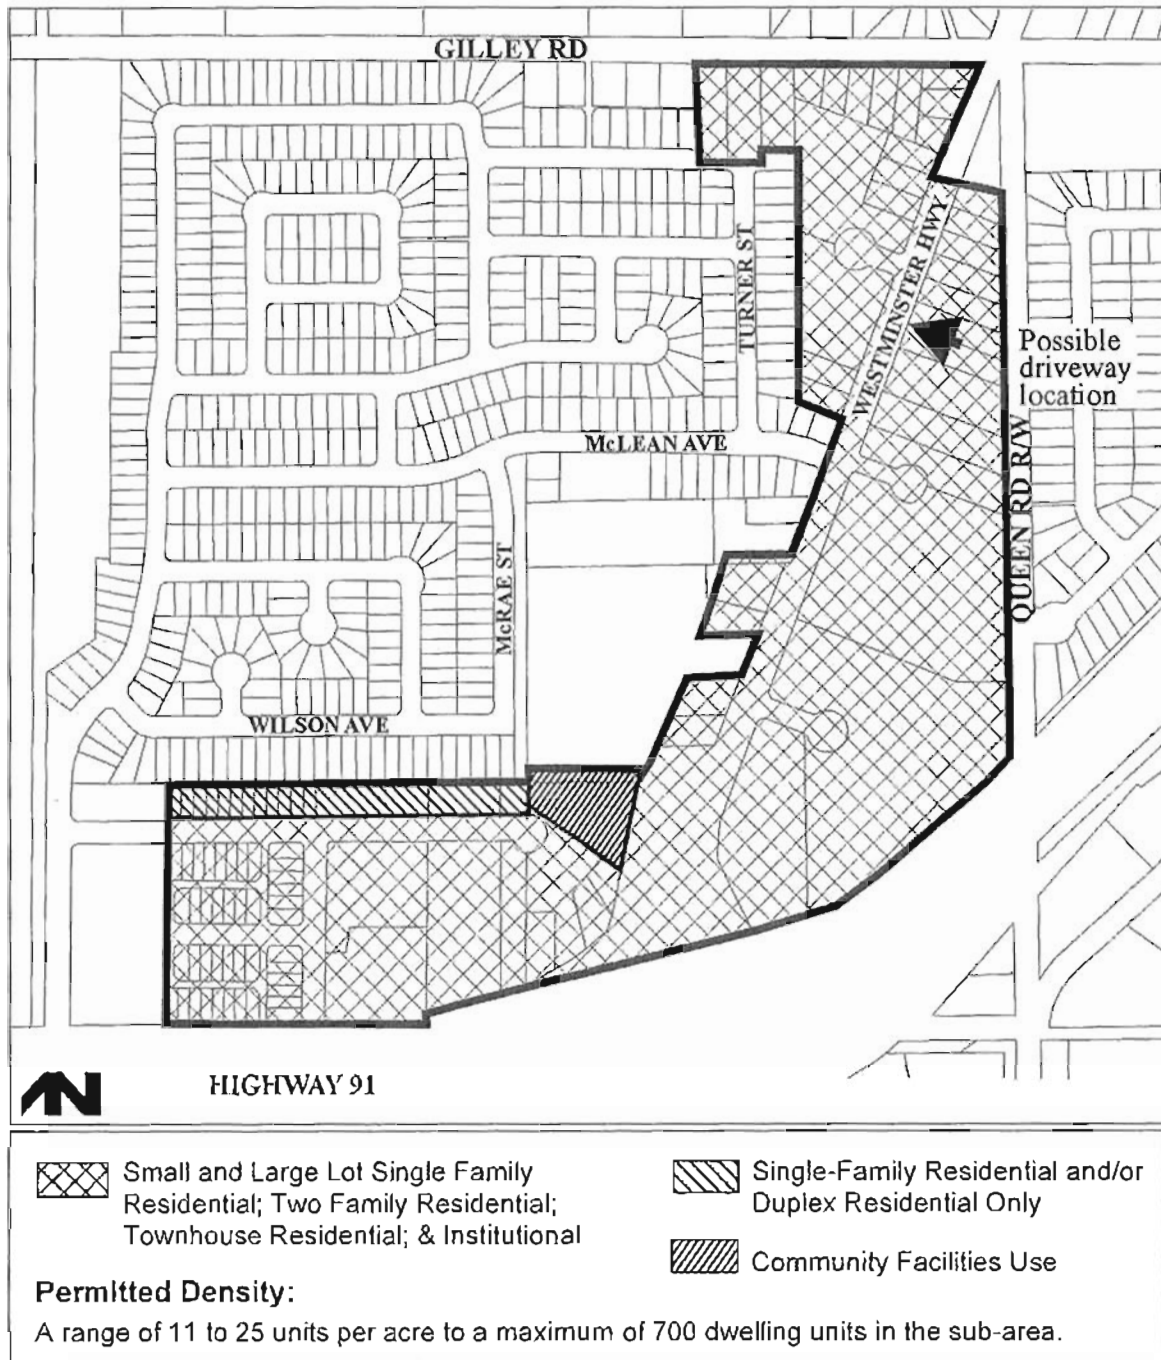 GILLEY RD
TURNER ST
WESTMINSTER HWY
Possible
driveway
location
McLEAN AVE
QUEEN RD R/W
McRAE ST
WILSON AVE
N
HIGHWAY 91
Small and Large Lot Single Family
Residential; Two Family Residential;
Townhouse Residential; & Institutional
Single-Family Residential and/or
Duplex Residential Only
Community Facilities Use
Permitted Density:
A range of 11 to 25 units per acre to a maximum of 700 dwelling units in the sub-area.